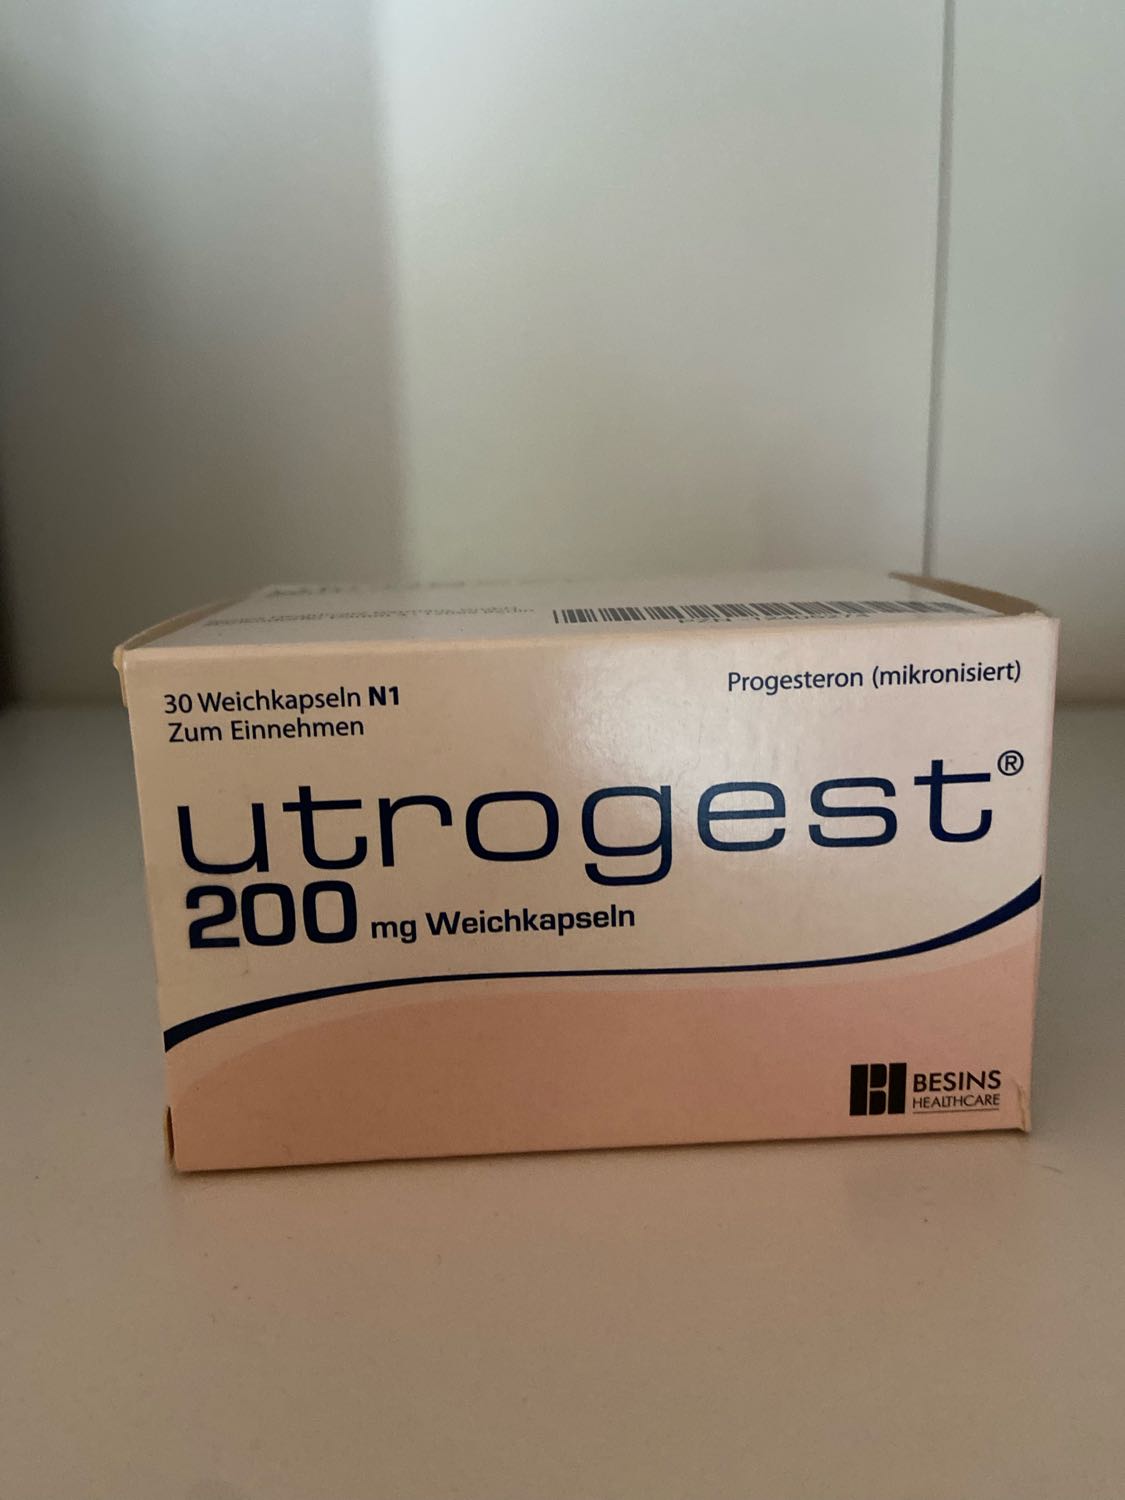 30 Weichkapseln N1
Zum Einnehmen
Progesteron (mikronisiert)
utrogest®
200 mg Weichkapseln
BESINS
HEALTHCARE